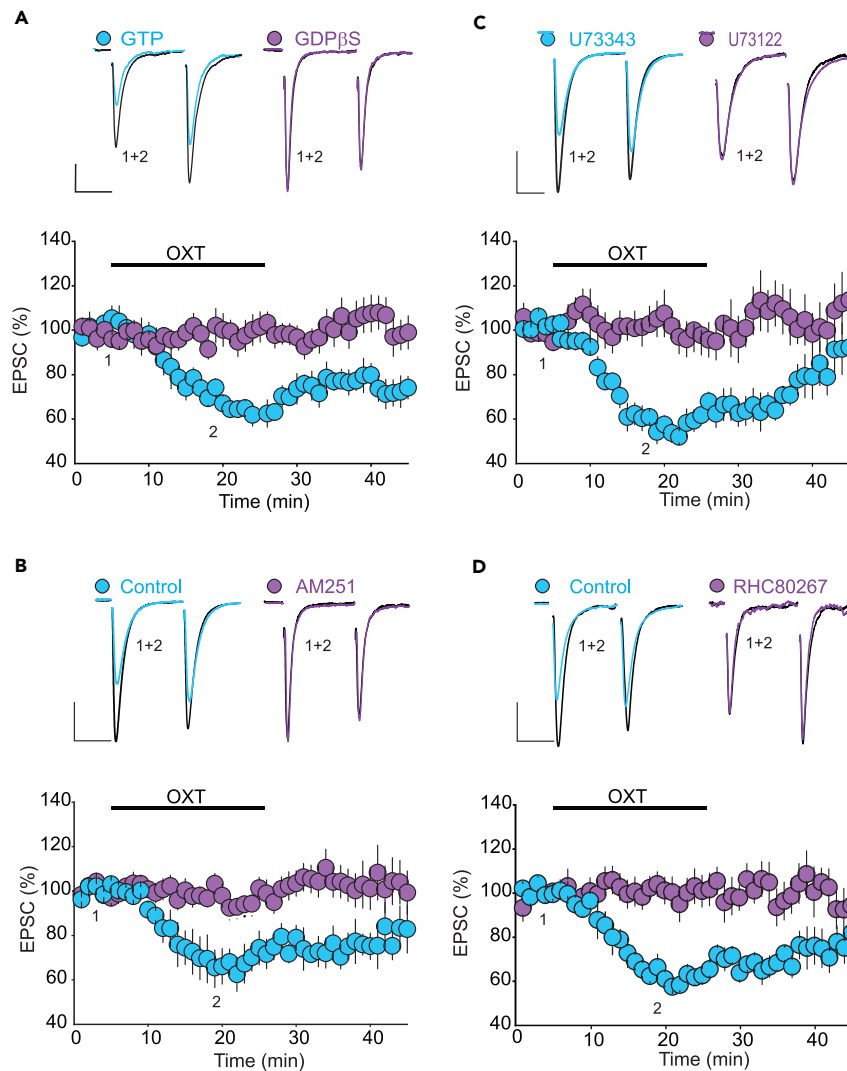 A
GTP
GDPβS
1+2
1+2
140
120
100
80
60
40
EPSC (%)
OXT
1
2
0
10
20
30
40
Time (min)
C
U73343
U73122
1+2
1+2
140
120
100
80
60
40
EPSC (%)
OXT
1
2
0
10
20
30
40
Time (min)
B
Control
AM251
1+2
1+2
140
120
100
80
60
40
EPSC (%)
OXT
1
2
0
10
20
30
40
Time (min)
D
Control
RHC80267
1+2
1+2
140
120
100
80
60
40
EPSC (%)
OXT
1
2
0
10
20
30
40
Time (min)